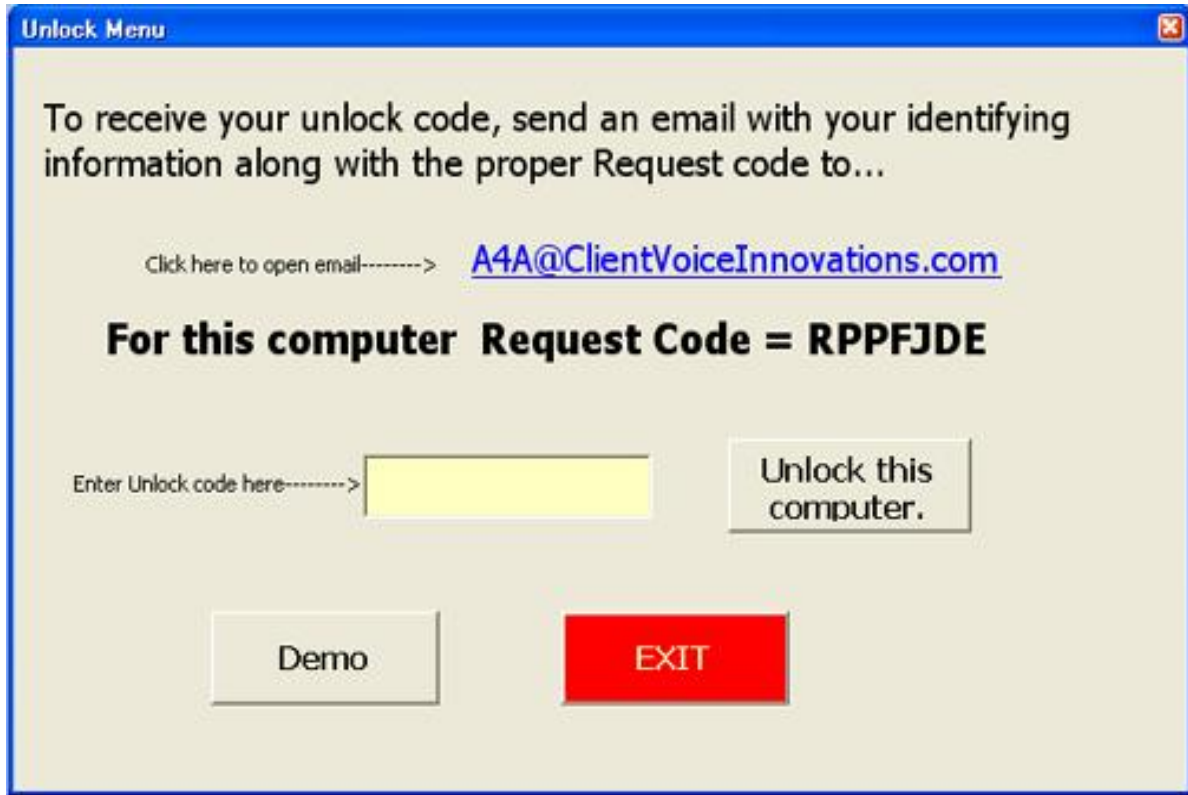 Unlock Menu
To receive your unlock code, send an email with your identifying
information along with the proper Request code to...
Click here to open email--------> A4A@ClientVoiceInnovations.com
For this computer  Request Code = RPPFJDE
Enter Unlock code here-------->
Unlock this
computer.
Demo
EXIT